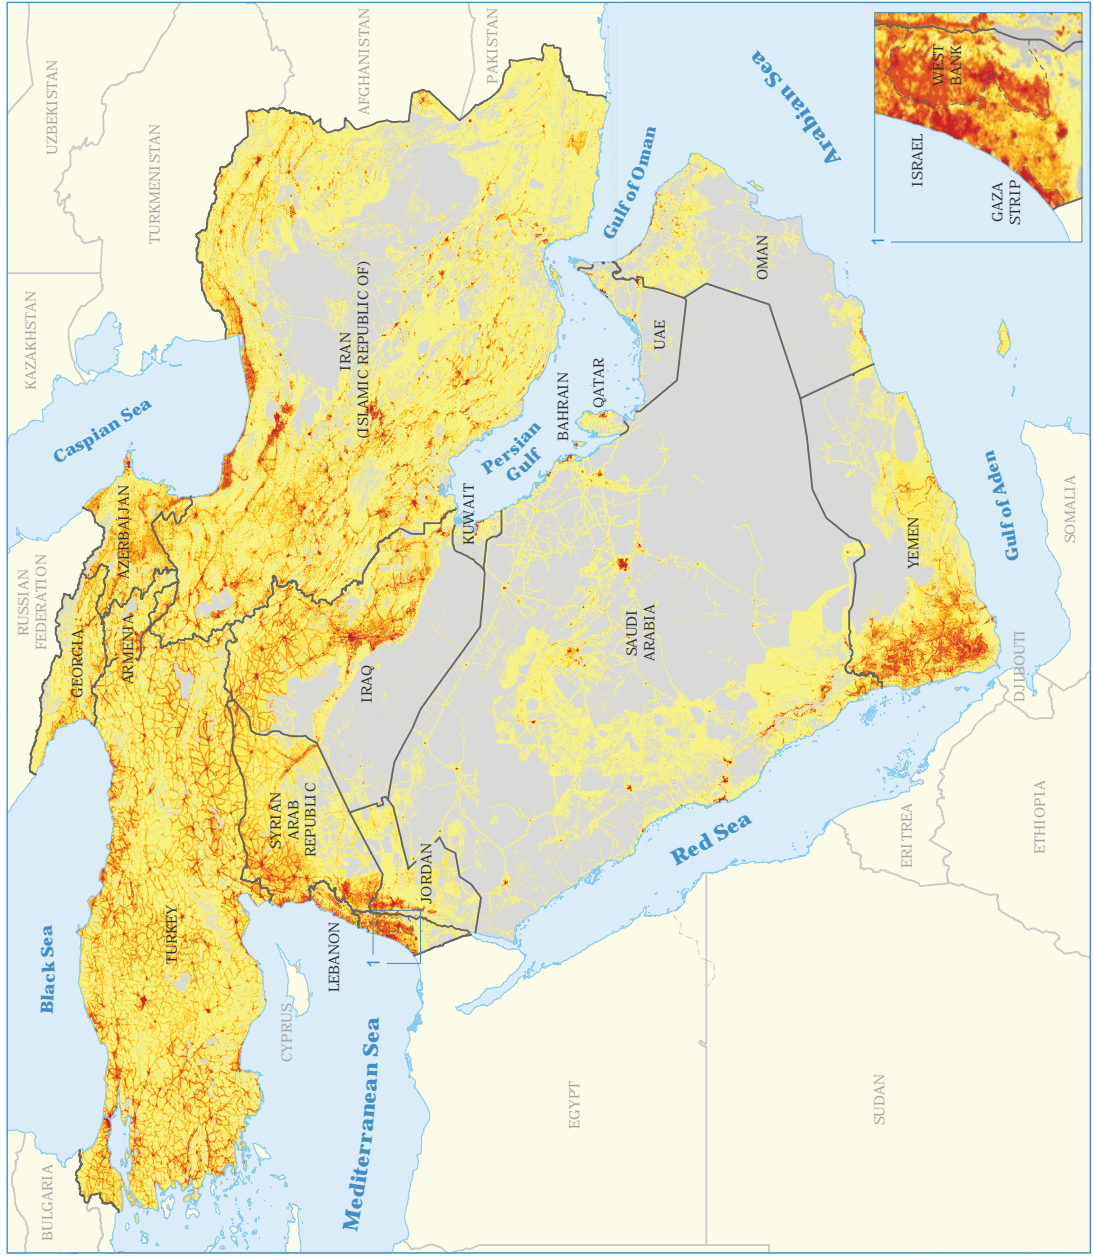 BULGARIA
Black Sea
RUSSIAN
FEDERATION
GEORGIA
ARMENIA
AZERBAIJAN
Caspian Sea
KAZAKHSTAN
UZBEKISTAN
TURKMENISTAN
AFGHANISTAN
PAKISTAN
TURKEY
CYPRUS
Mediterranean Sea
LEBANON
SYRIAN
ARAB
REPUBLIC
IRAQ
IRAN
(ISLAMIC REPUBLIC OF)
JORDAN
1
KUWAIT
Persian
Gulf
BAHRAIN
QATAR
UAE
Gulf of Oman
OMAN
Arabian Sea
SAUDI
ARABIA
Red Sea
YEMEN
Gulf of Aden
EGYPT
SUDAN
ERITREA
ETHIOPIA
DJIBOUTI
SOMALIA
1
ISRAEL
WEST
BANK
GAZA
STRIP